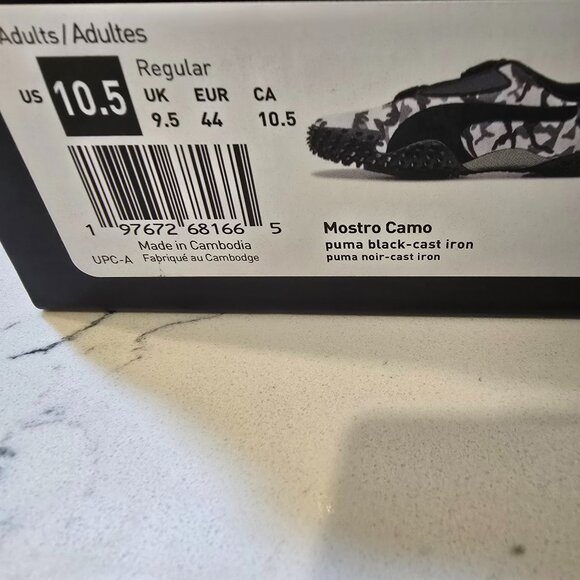 Adults/Adultes
Regular
US 10.5 UK EUR CA
9.5 44 10.5
1 97672 68166 5
Made in Cambodia
UPC-A Fabriqué au Cambodge
Mostro Camo
puma black-cast iron
puma noir-cast iron